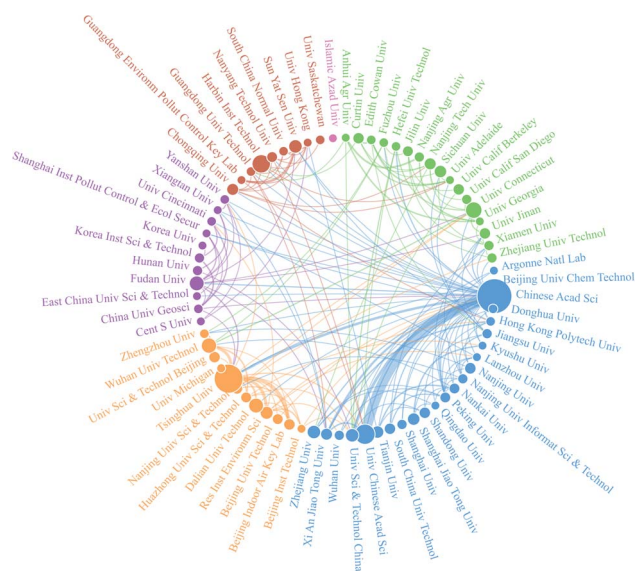 Islamic Azad Univ
Anhui Agr Univ
Curtin Univ
Edith Cowan Univ
Fuzhou Univ
Hefei Univ Technol
Jilin Univ
Nanjing Agr Univ
Nanjing Tech Univ
Sichuan Univ
Univ Adelaide
Univ Calif Berkeley
Univ Calif San Diego
Univ Connecticut
Univ Georgia
Univ Jinan
Xiamen Univ
Zhejiang Univ Technol
Argonne Natl Lab
Beijing Univ Chem Technol
Chinese Acad Sci
Donghua Univ
Hong Kong Polytech Univ
Jiangsu Univ
Kyushu Univ
Lanzhou Univ
Nanjing Univ
Nanjing Univ Informat Sci & Technol
Nankai Univ
Peking Univ
Qingdao Univ
Shandong Univ
Shanghai Jiao Tong Univ
Shanghai Univ
South China Univ Technol
Tianjin Univ
Univ Chinese Acad Sci
Univ Sci & Technol China
Wuhan Univ
Xi An Jiao Tong Univ
Zhejiang Univ
Beijing Inst Technol
Beijing Indoor Air Key Lab
Beijing Univ Technol
Res Inst Environm Sci
Dalian Univ Technol
Huazhong Univ Sci & Technol
Nanjing Univ Sci & Technol
Tsinghua Univ
Univ Michigan
Univ Sci & Technol Beijing
Wuhan Univ Technol
Zhengzhou Univ
Cent S Univ
China Univ Geosci
East China Univ Sci & Technol
Fudan Univ
Hunan Univ
Korea Inst Sci & Technol
Korea Univ
Shanghai Inst Pollut Control & Ecol Secur
Univ Cincinnati
Xiangtan Univ
Yanshan Univ
Chongqing Univ
Guangdong Environm Pollut Control Key Lab
Guangdong Univ Technol
Harbin Inst Technol
Nanyang Technol Univ
South China Normal Univ
Sun Yat Sen Univ
Univ Hong Kong
Univ Saskatchewan